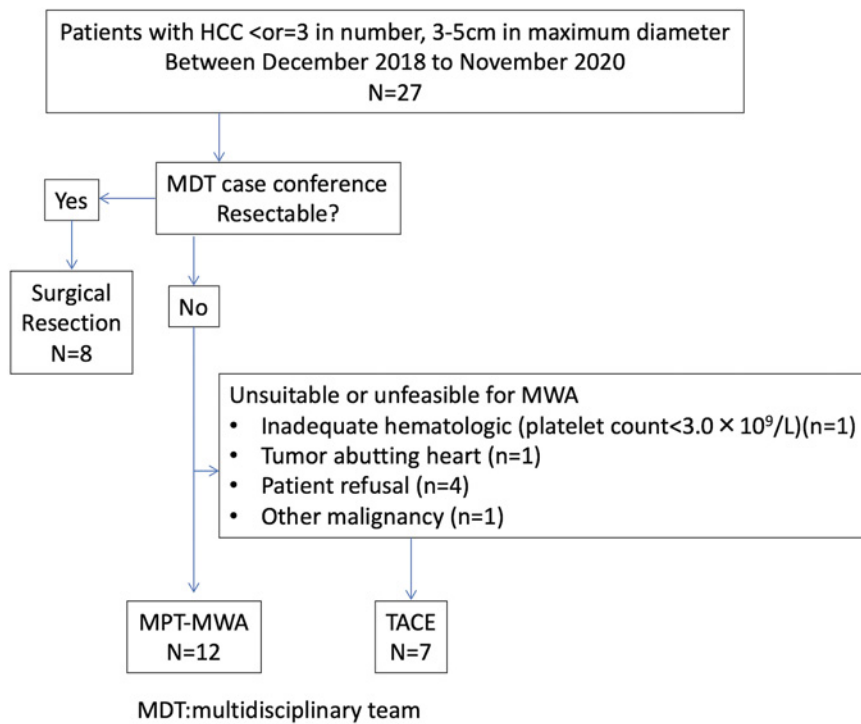 Patients with HCC <or=3 in number, 3-5cm in maximum diameter
Between December 2018 to November 2020
N=27
MDT case conference
Resectable?
Yes
Surgical
Resection
N=8
No
Unsuitable or unfeasible for MWA
• Inadequate hematologic (platelet count<3.0 × 10⁹/L)(n=1)
• Tumor abutting heart (n=1)
• Patient refusal (n=4)
• Other malignancy (n=1)
MPT-MWA
N=12
TACE
N=7
MDT:multidisciplinary team